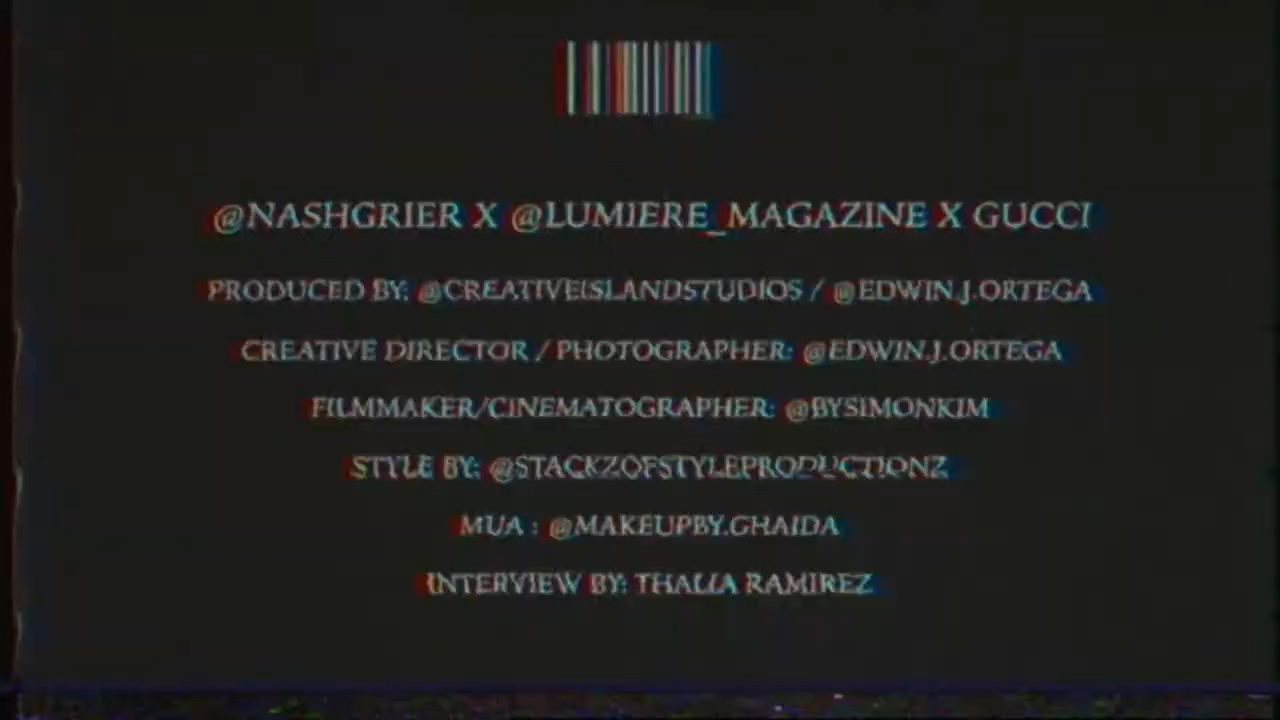 @NASHGRIER X @LUMIERE_MAGAZINE X GUCCI
PRODUCED BY: @CREATIVEISLANDSTUDIOS / @EDWIN.J.ORTEGA
CREATIVE DIRECTOR / PHOTOGRAPHER: @EDWIN.J.ORTEGA
FILMMAKER/CINEMATOGRAPHER: @BYSIMONKIM
STYLE BY: @STACKZOFSTYLEPRODUCTIONZ
MUA : @MAKEUPBY.GHAIDA
INTERVIEW BY: THALIA RAMIREZ